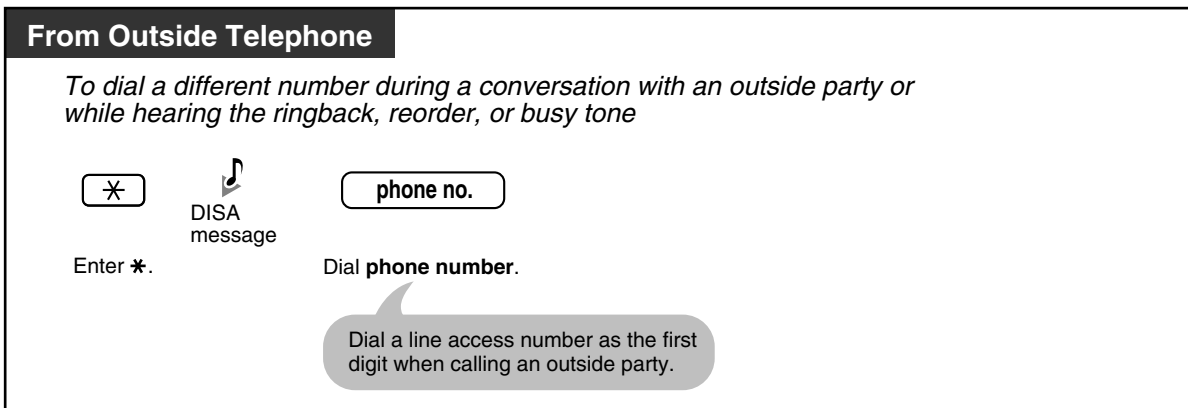 From Outside Telephone
To dial a different number during a conversation with an outside party or
while hearing the ringback, reorder, or busy tone
phone no.
DISA
message
Enter ✱.
Dial phone number.
Dial a line access number as the first
digit when calling an outside party.